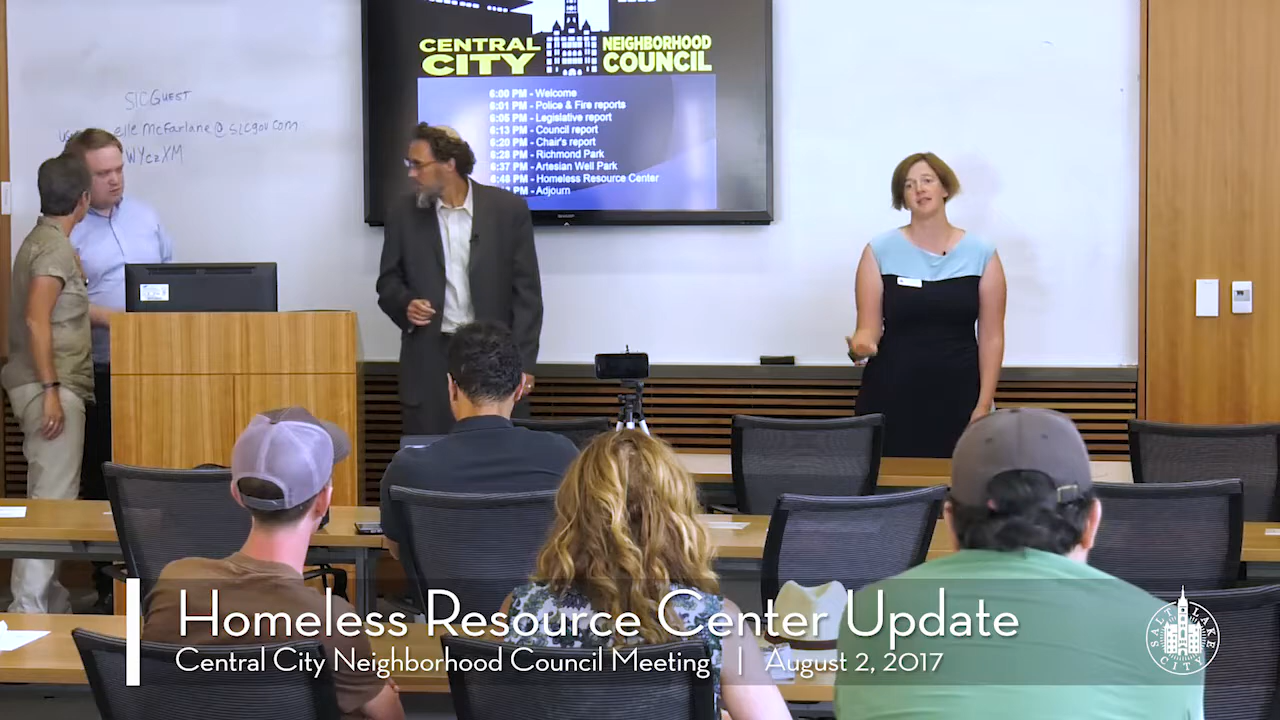 CENTRAL CITY
NEIGHBORHOOD COUNCIL
6:00 PM - Welcome
6:01 PM - Police & Fire reports
6:05 PM - Legislative report
6:13 PM - Council report
6:20 PM - Chair's report
6:28 PM - Richmond Park
6:37 PM - Artesian Well Park
6:48 PM - Homeless Resource Center
PM - Adjourn
SLCGUEST
elle McFarlane@slcgov.com
WYczXM
Homeless Resource Center Update
Central City Neighborhood Council Meeting | August 2, 2017
SALT LAKE CITY